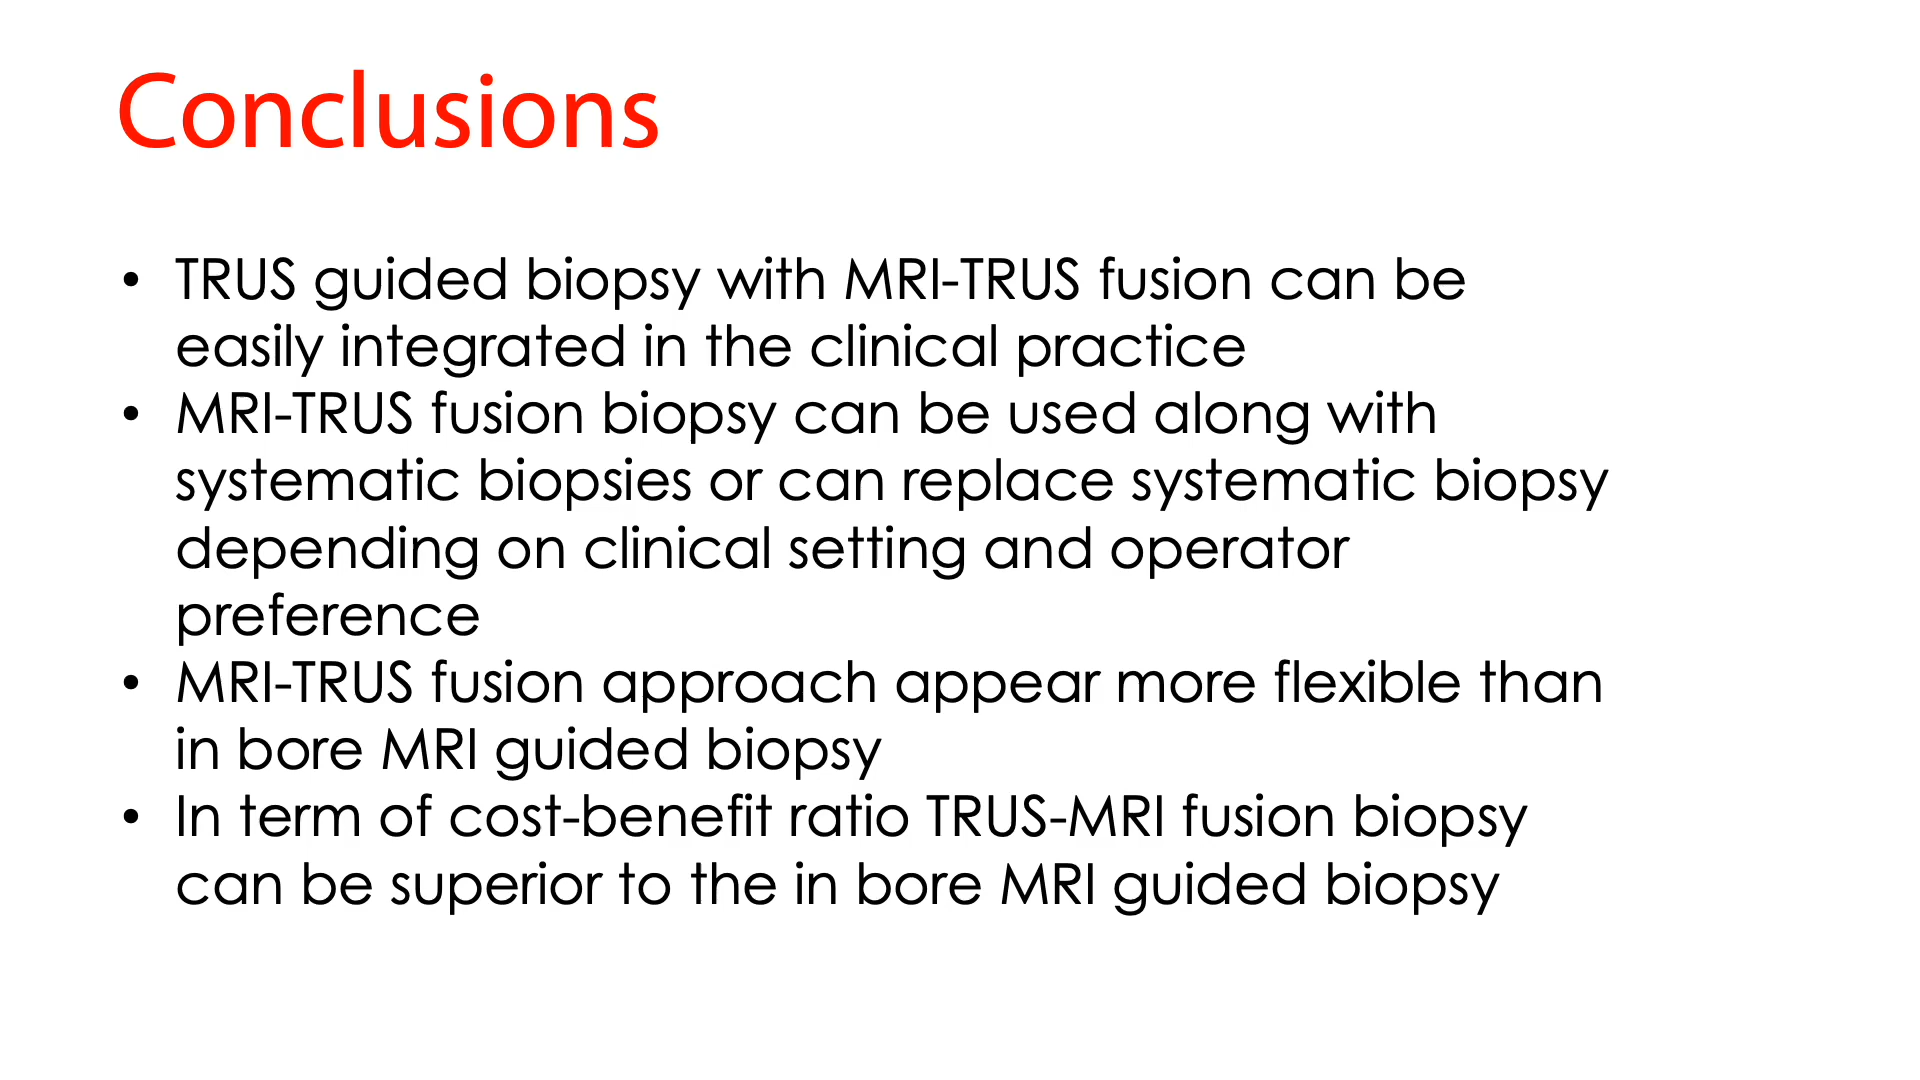 Conclusions
• TRUS guided biopsy with MRI-TRUS fusion can be
easily integrated in the clinical practice
• MRI-TRUS fusion biopsy can be used along with
systematic biopsies or can replace systematic biopsy
depending on clinical setting and operator
preference
• MRI-TRUS fusion approach appear more flexible than
in bore MRI guided biopsy
• In term of cost-benefit ratio TRUS-MRI fusion biopsy
can be superior to the in bore MRI guided biopsy